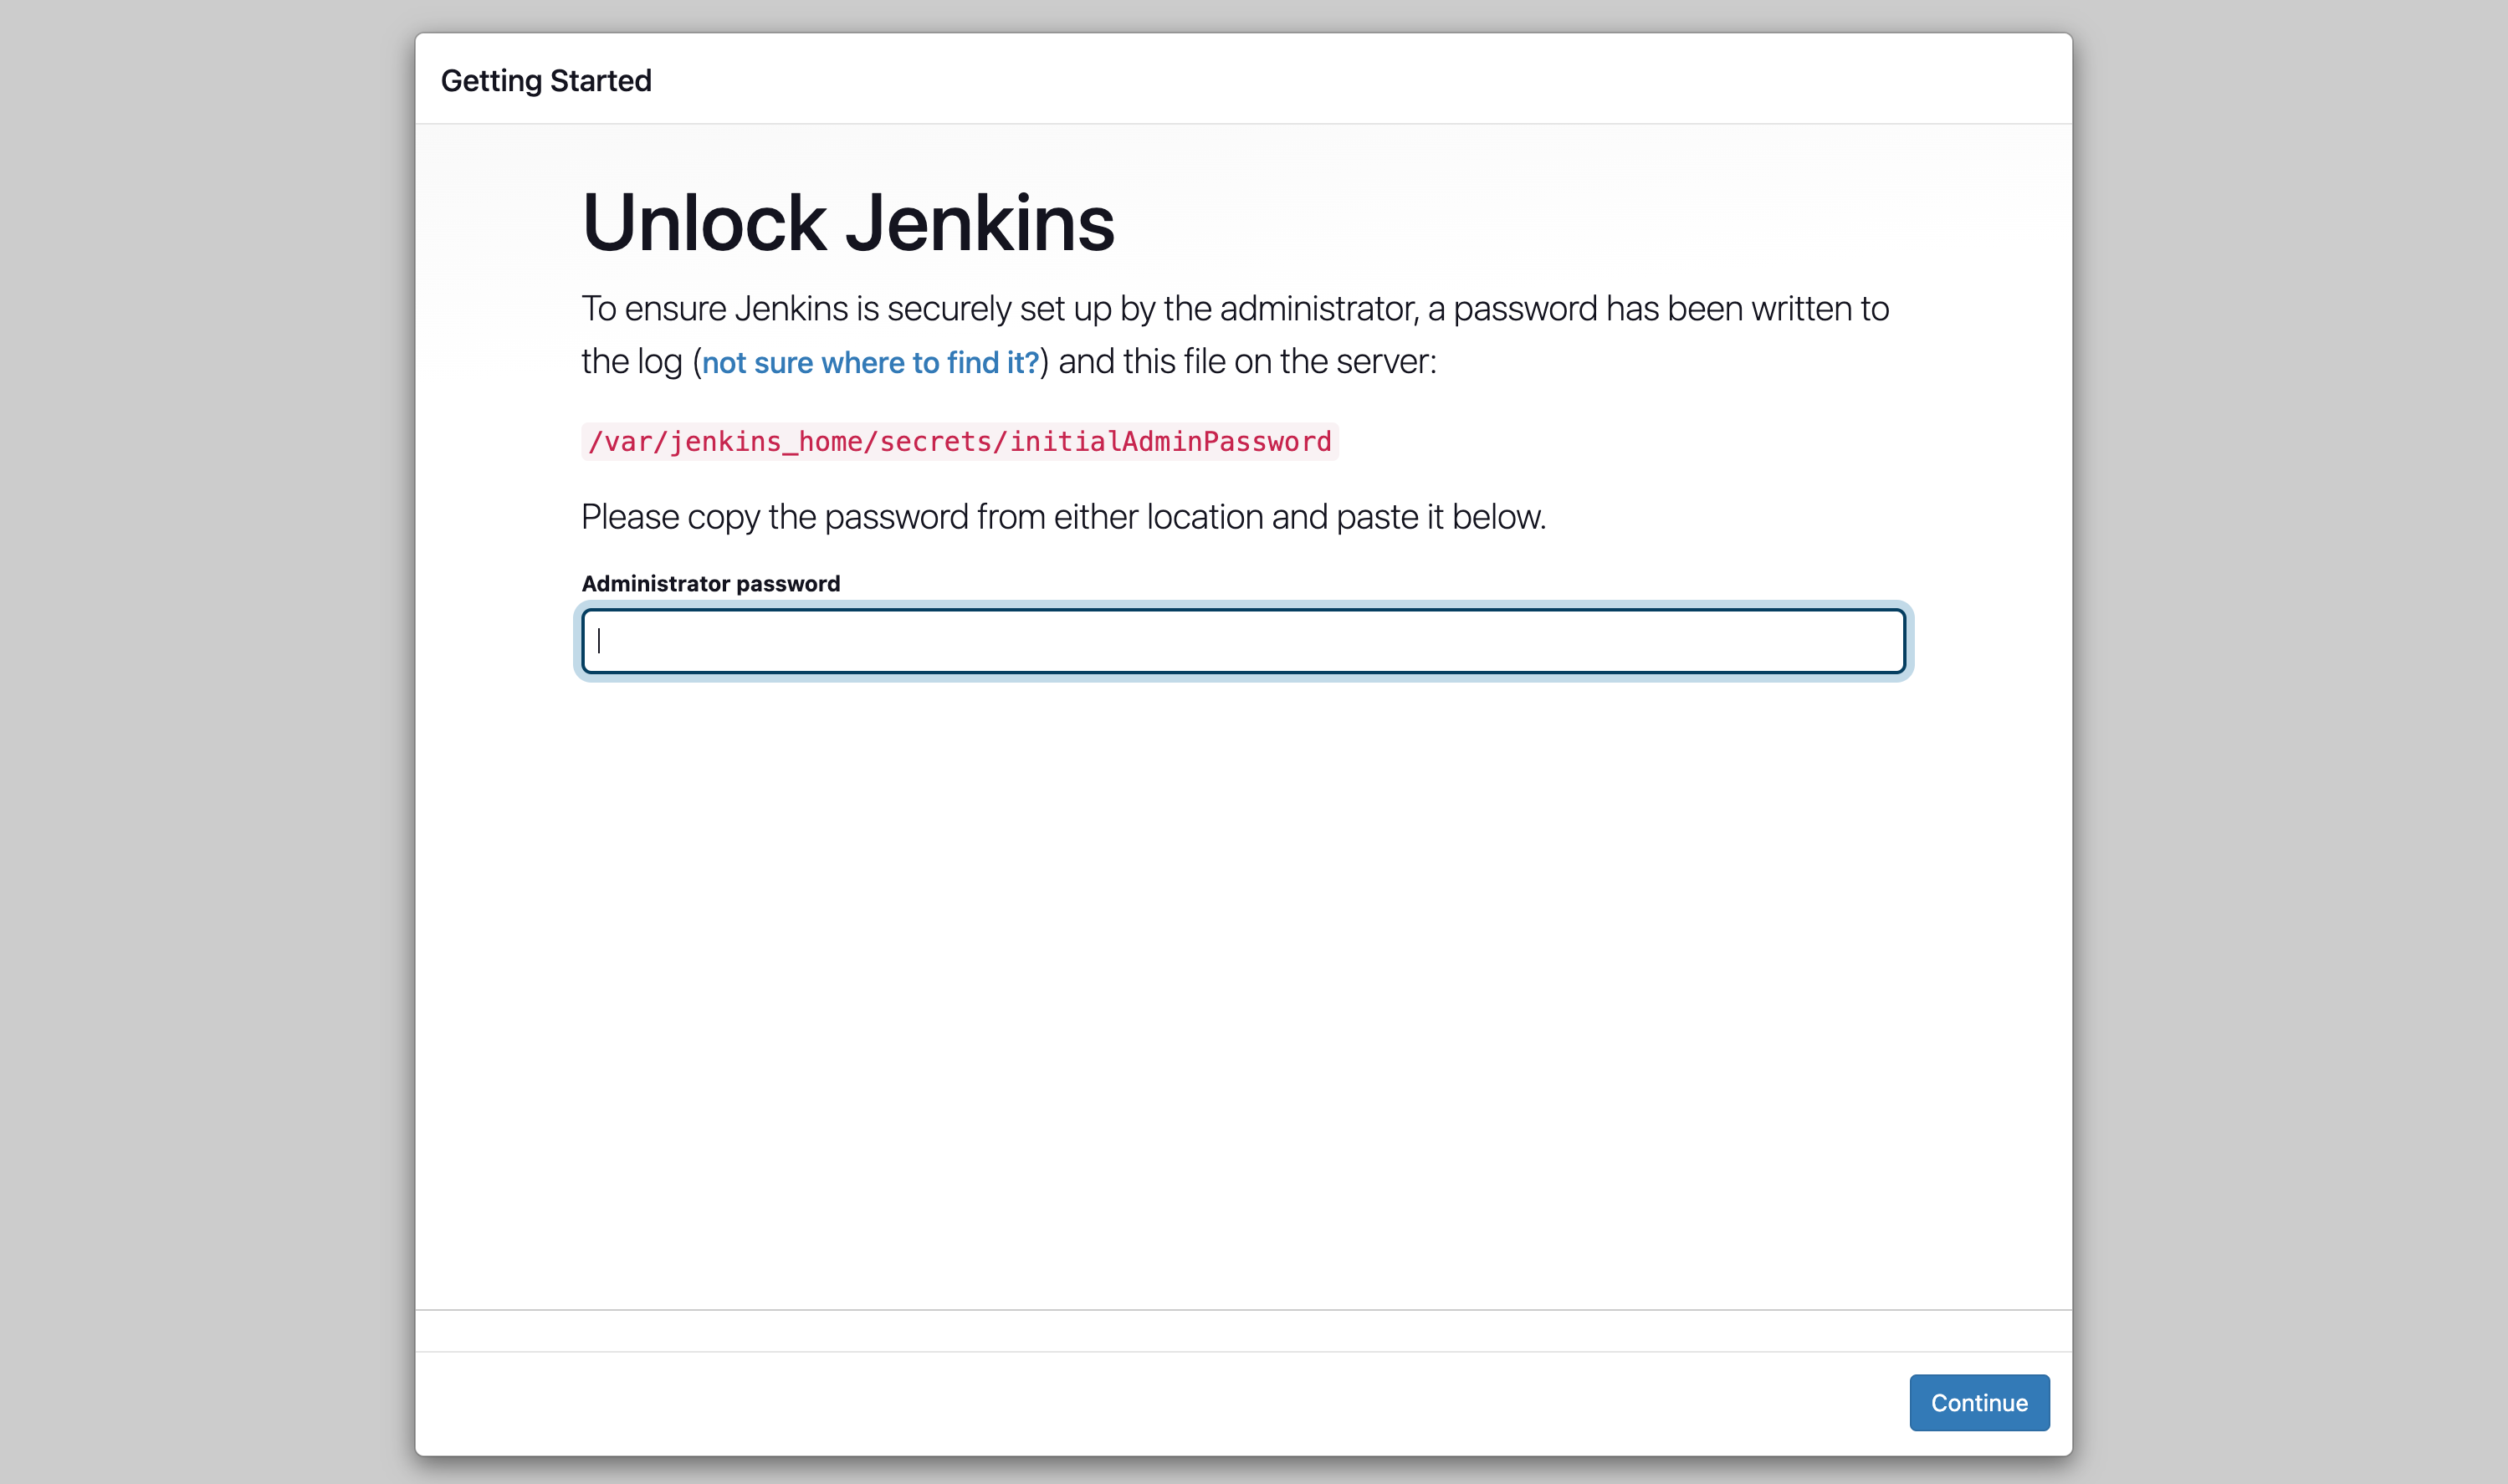 Getting Started
Unlock Jenkins
To ensure Jenkins is securely set up by the administrator, a password has been written to
the log (not sure where to find it?) and this file on the server:
/var/jenkins_home/secrets/initialAdminPassword
Please copy the password from either location and paste it below.
Administrator password
Continue